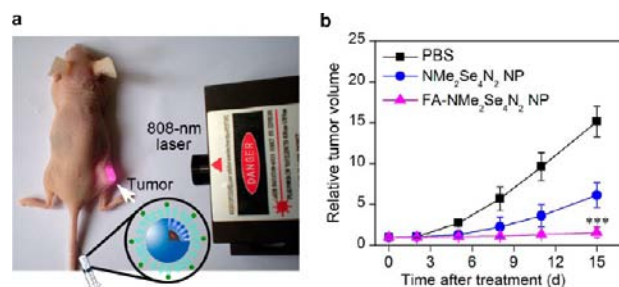 a
808-nm
laser
DANGER
Tumor
b
Relative tumor volume
25
20
15
10
5
0
PBS
NMe₂Se₄N₂ NP
FA-NMe₂Se₄N₂ NP
***
0 3 6 9 12 15
Time after treatment (d)